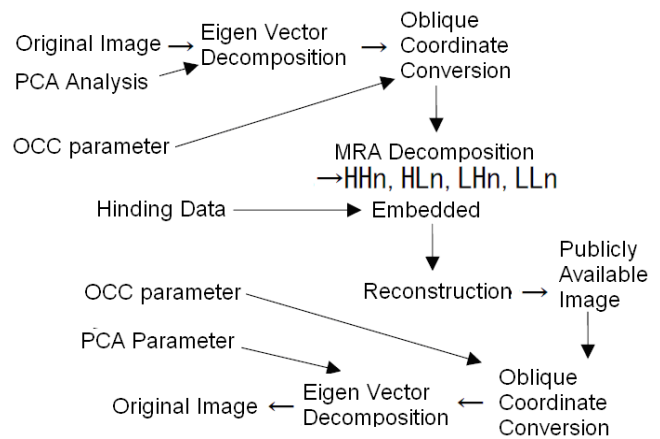 Original Image → Eigen Vector Decomposition →
Oblique
Coordinate
Conversion
PCA Analysis
OCC parameter
MRA Decomposition
→HHn, HLn, LHn, LLn
Hinding Data
Embedded
Reconstruction →
Publicly
Available
Image
OCC parameter
PCA Parameter
Oblique
Coordinate
Conversion
←
Eigen Vector
Decomposition
←
Original Image